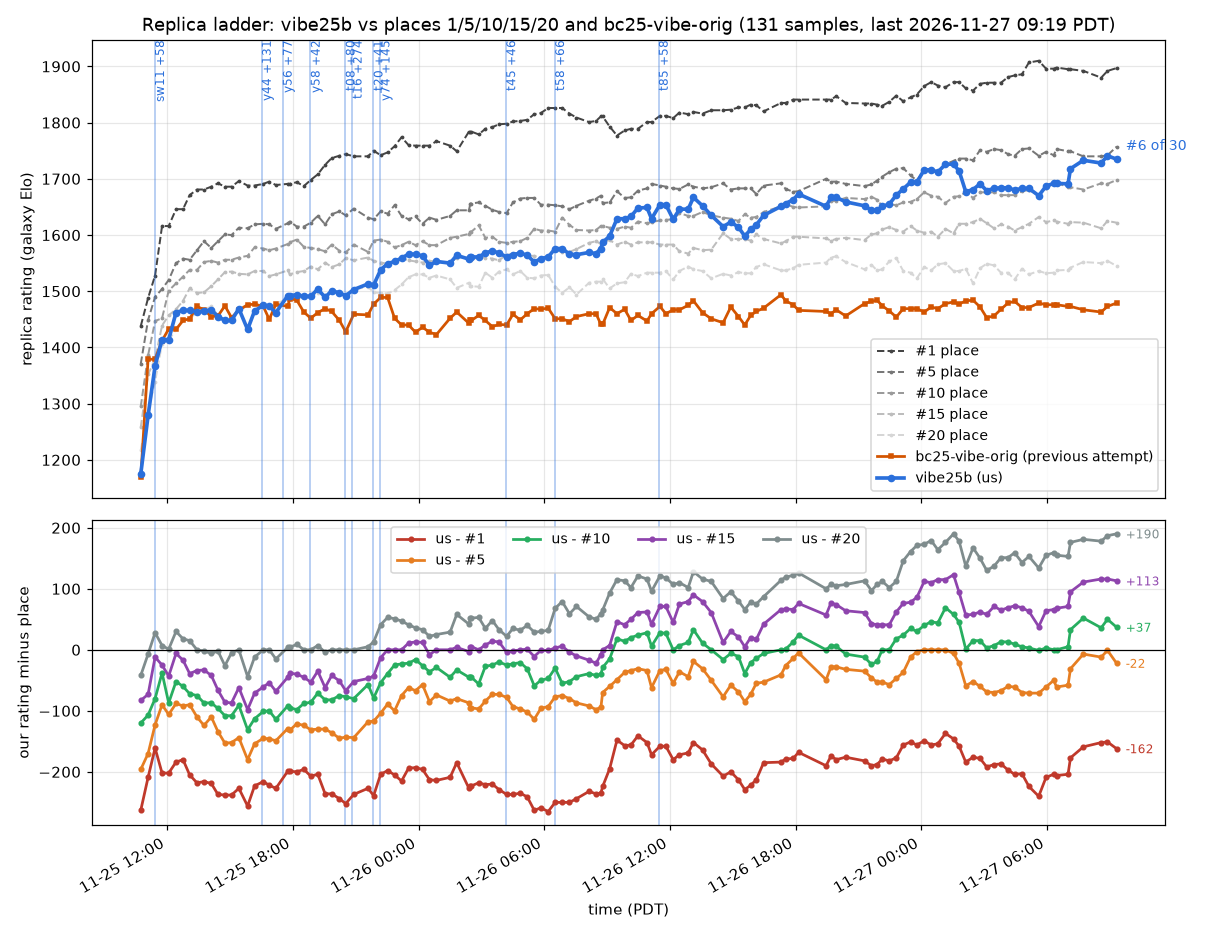 Replica ladder: vibe25b vs places 1/5/10/15/20 and bc25-vibe-orig (131 samples, last 2026-11-27 09:19 PDT)
replica rating (galaxy Elo)
1900
1800
1700
1600
1500
1400
1300
1200
sw11 +58
y44 +131
y56 +77
y58 +42
t08 +80
t16 +274
t20 +41
y74 +145
t45 +46
t58 +66
t85 +58
#6 of 30
#1 place
#5 place
#10 place
#15 place
#20 place
bc25-vibe-orig (previous attempt)
vibe25b (us)
our rating minus place
200
100
0
−100
−200
us - #1
us - #5
us - #10
us - #15
us - #20
+190
+113
+37
-22
-162
11-25 12:00
11-25 18:00
11-26 00:00
11-26 06:00
11-26 12:00
11-26 18:00
11-27 00:00
11-27 06:00
time (PDT)